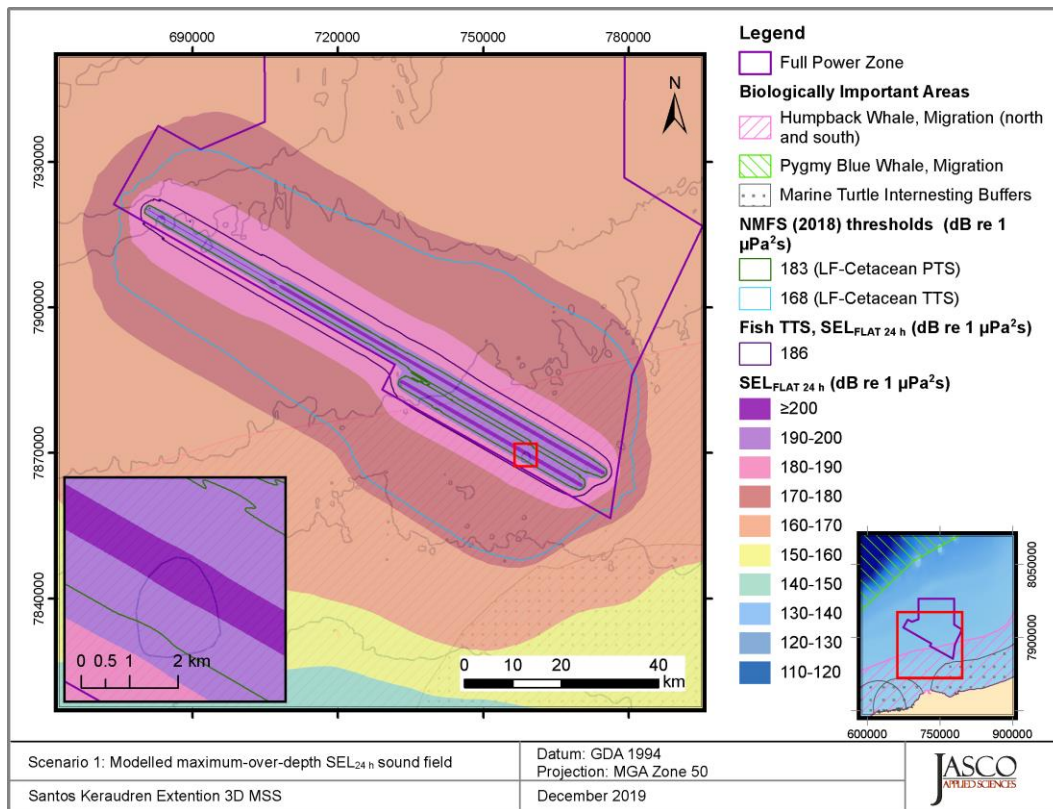 690000 720000 750000 780000
7930000
7900000
7870000
7840000
N
0 0.5 1 2 km
0 10 20 40
km
Legend
Full Power Zone
Biologically Important Areas
Humpback Whale, Migration (north
and south)
Pygmy Blue Whale, Migration
Marine Turtle Internesting Buffers
NMFS (2018) thresholds (dB re 1
µPa²s)
183 (LF-Cetacean PTS)
168 (LF-Cetacean TTS)
Fish TTS, SELFLAT 24 h (dB re 1 µPa²s)
186
SELFLAT 24 h (dB re 1 µPa²s)
≥200
190-200
180-190
170-180
160-170
150-160
140-150
130-140
120-130
110-120
8050000
7900000
600000 750000 900000
Scenario 1: Modelled maximum-over-depth SEL24 h sound field
Datum: GDA 1994
Projection: MGA Zone 50
Santos Keraudren Extention 3D MSS
December 2019
JASCO
APPLIED SCIENCES